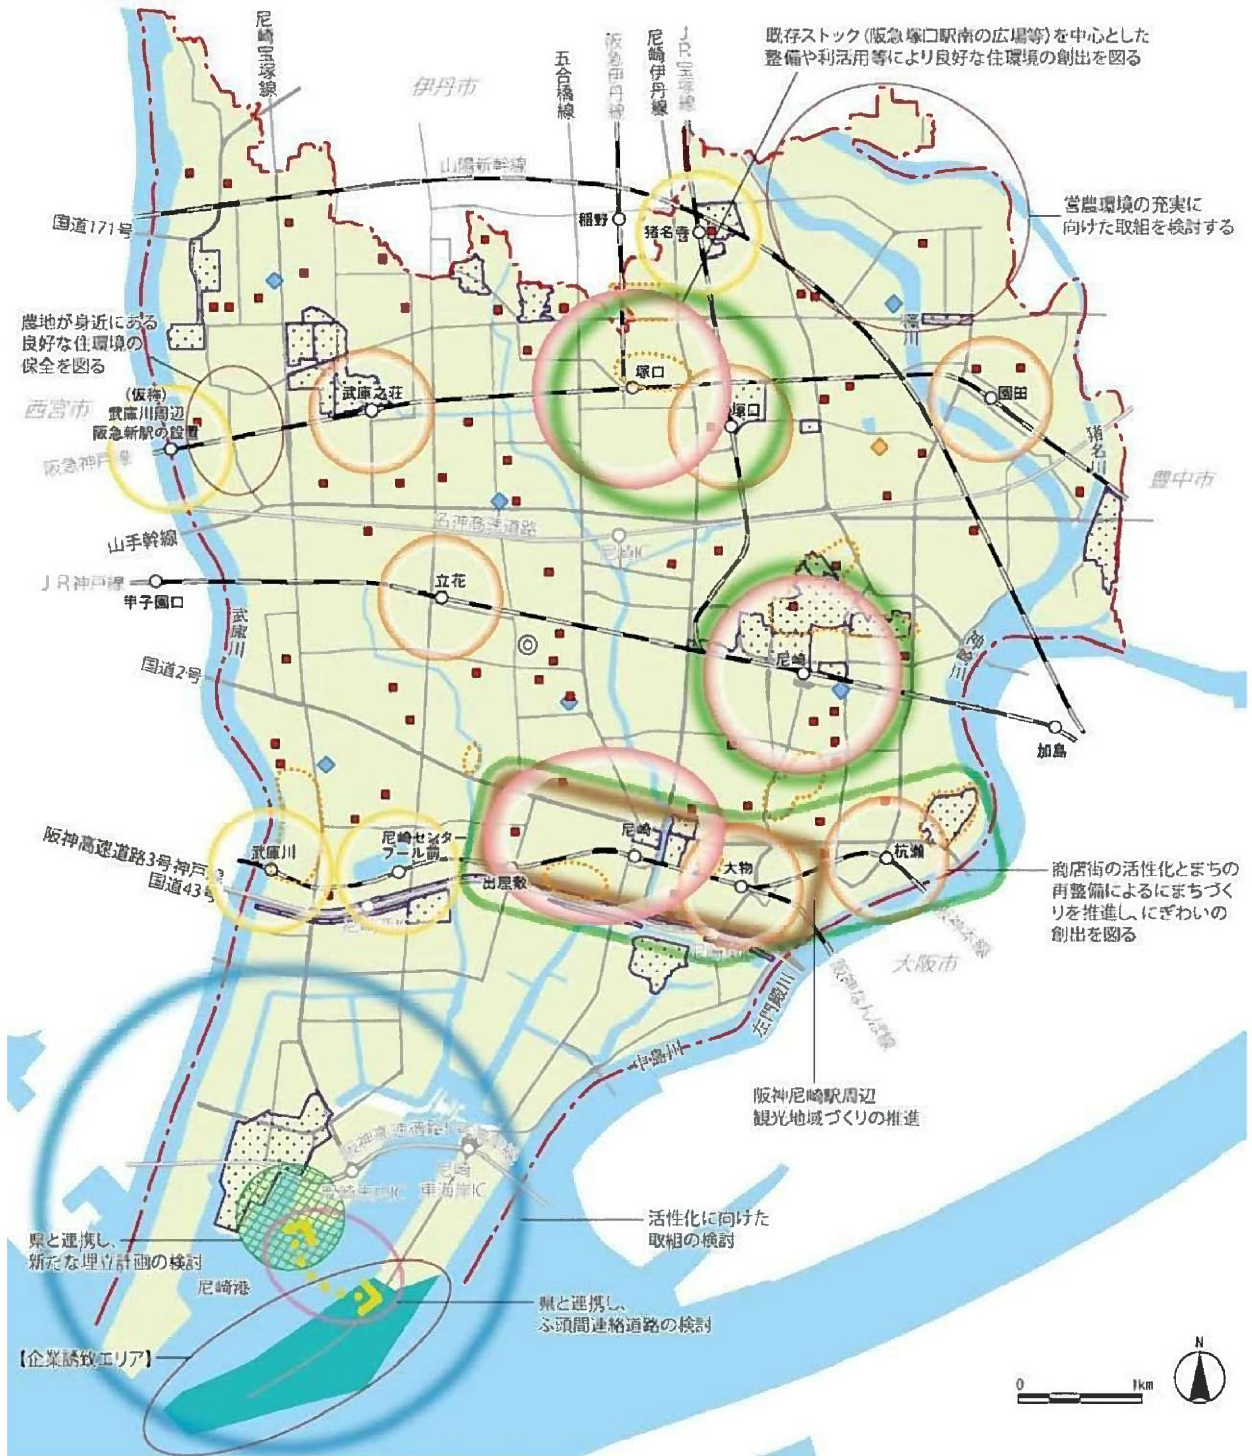 尼崎宝塚線
伊丹市
五合橋線
阪急伊丹線
尼崎伊丹線
JR宝塚線
既存ストック(阪急塚口駅南の広場等)を中心とした
整備や利活用等により良好な住環境の創出を図る
山陽新幹線
国道171号
稲野
猪名寺
営農環境の充実に
向けた取組を検討する
農地が身近にある
良好な住環境の
保全を図る
藻川
西宮市
(仮称)
武庫川周辺
阪急新駅の設置
武庫之荘
塚口
塚口
園田
猪名川
阪急神戸線
豊中市
名神高速道路
尼崎IC
山手幹線
JR神戸線
甲子園口
立花
武庫川
国道2号
尼崎
神崎川
加島
阪神高速道路3号神戸線
国道43号
武庫川
尼崎センター
プール前
出屋敷
尼崎
大物
杭瀬
商店街の活性化とまちの
再整備によるにまちづく
りを推進し、にぎわいの
創出を図る
阪神本線
大阪市
阪神なんば線
左門殿川
中島川
阪神尼崎駅周辺
観光地域づくりの推進
尼崎
東海岸IC
活性化に向けた
取組の検討
県と連携し、
新たな埋立計画の検討
尼崎港
県と連携し、
ふ頭間連絡道路の検討
【企業誘致エリア】
N
0 1km